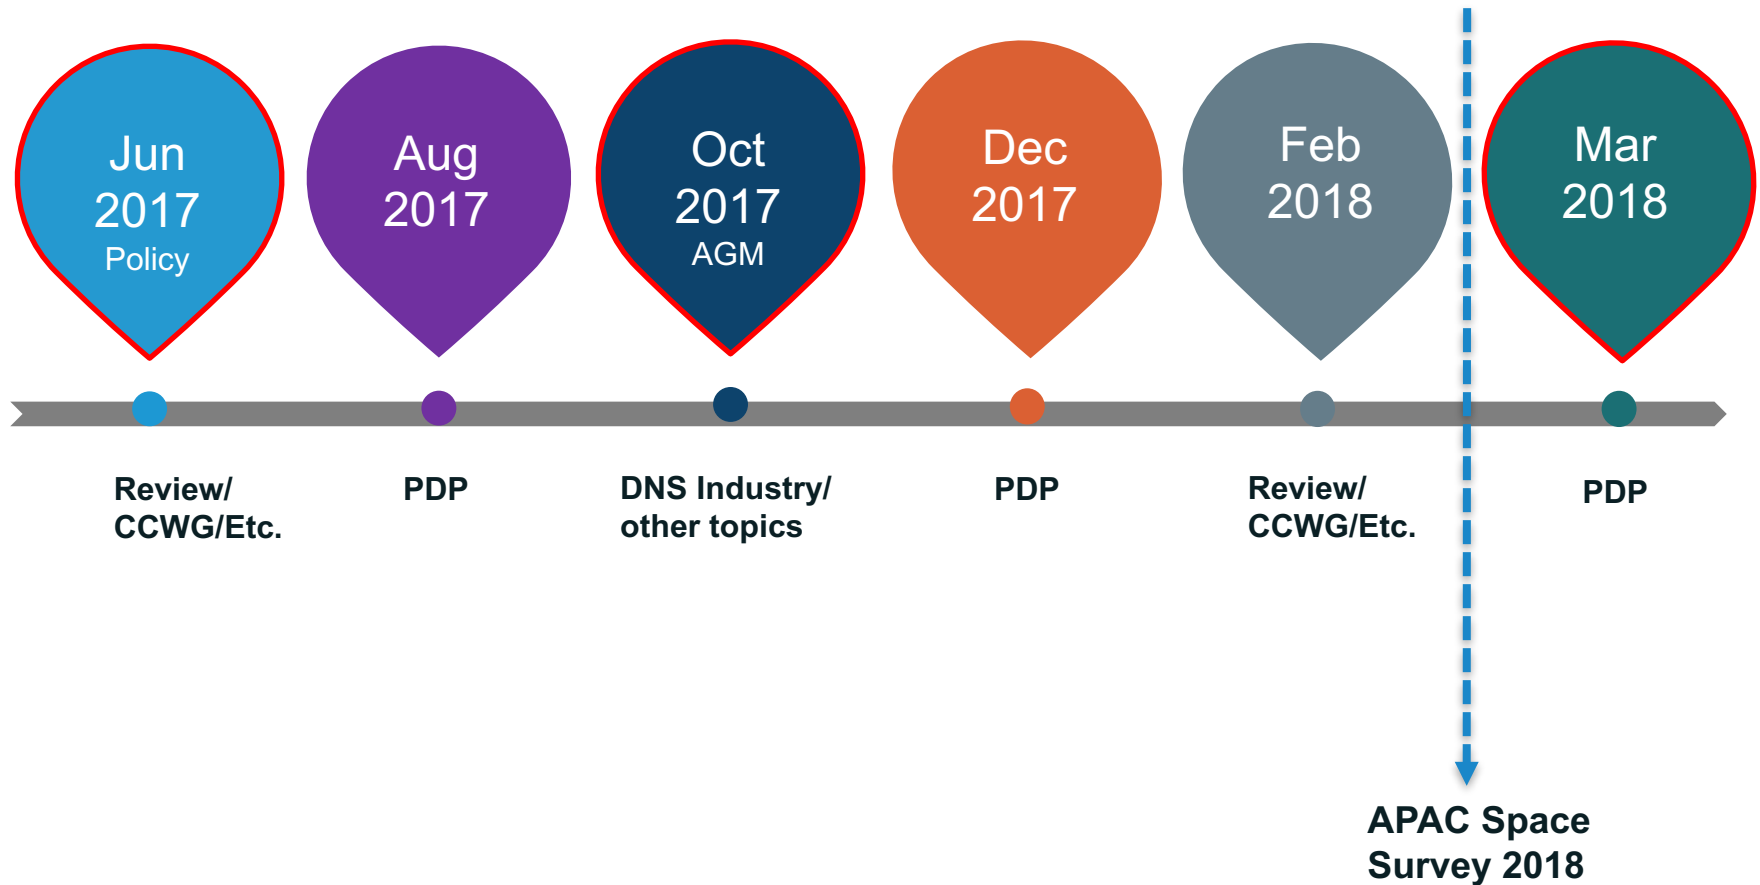 Jun
2017
Policy
Aug
2017
Oct
2017
AGM
Dec
2017
Feb
2018
Mar
2018
Review/
CCWG/Etc.
PDP
DNS Industry/
other topics
PDP
Review/
CCWG/Etc.
PDP
APAC Space
Survey 2018